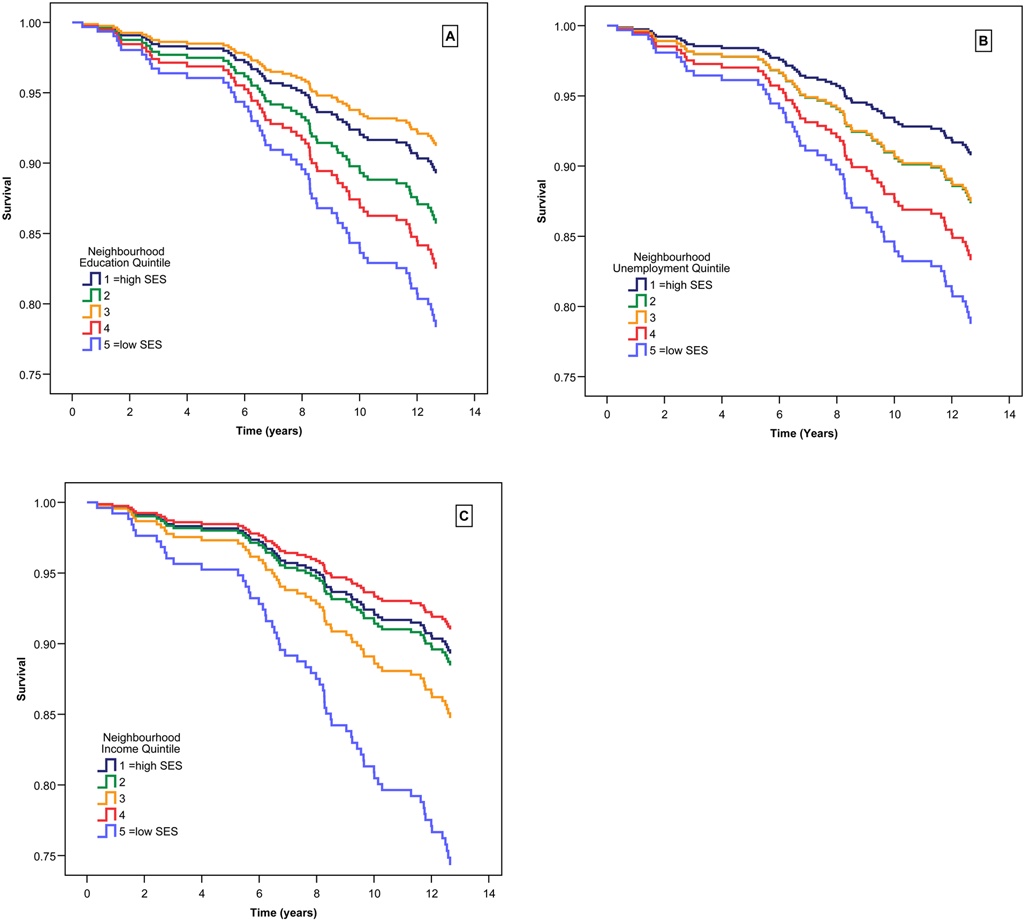 A
1.00
0.95
0.90
0.85
0.80
0.75
Survival
Neighbourhood
Education Quintile
1 =high SES
2
3
4
5 =low SES
0 2 4 6 8 10 12 14
Time (years)
B
1.00
0.95
0.90
0.85
0.80
0.75
Survival
Neighbourhood
Unemployment Quintile
1 =high SES
2
3
4
5 =low SES
0 2 4 6 8 10 12 14
Time (Years)
C
1.00
0.95
0.90
0.85
0.80
0.75
Survival
Neighbourhood
Income Quintile
1 =high SES
2
3
4
5 =low SES
0 2 4 6 8 10 12 14
Time (years)